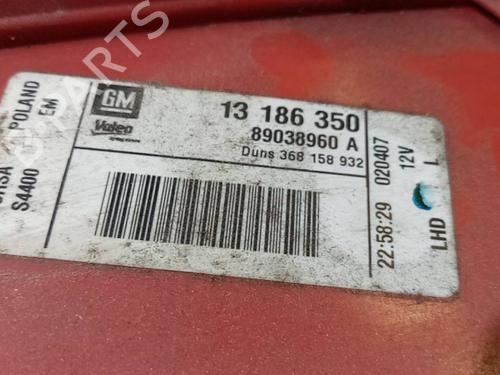 PARTS
POLAND
EM
S4400
GM
Valeo
13 186 350
89038960 A
Duns 368 158 932
22:58:29 020407
12V
L
LHD